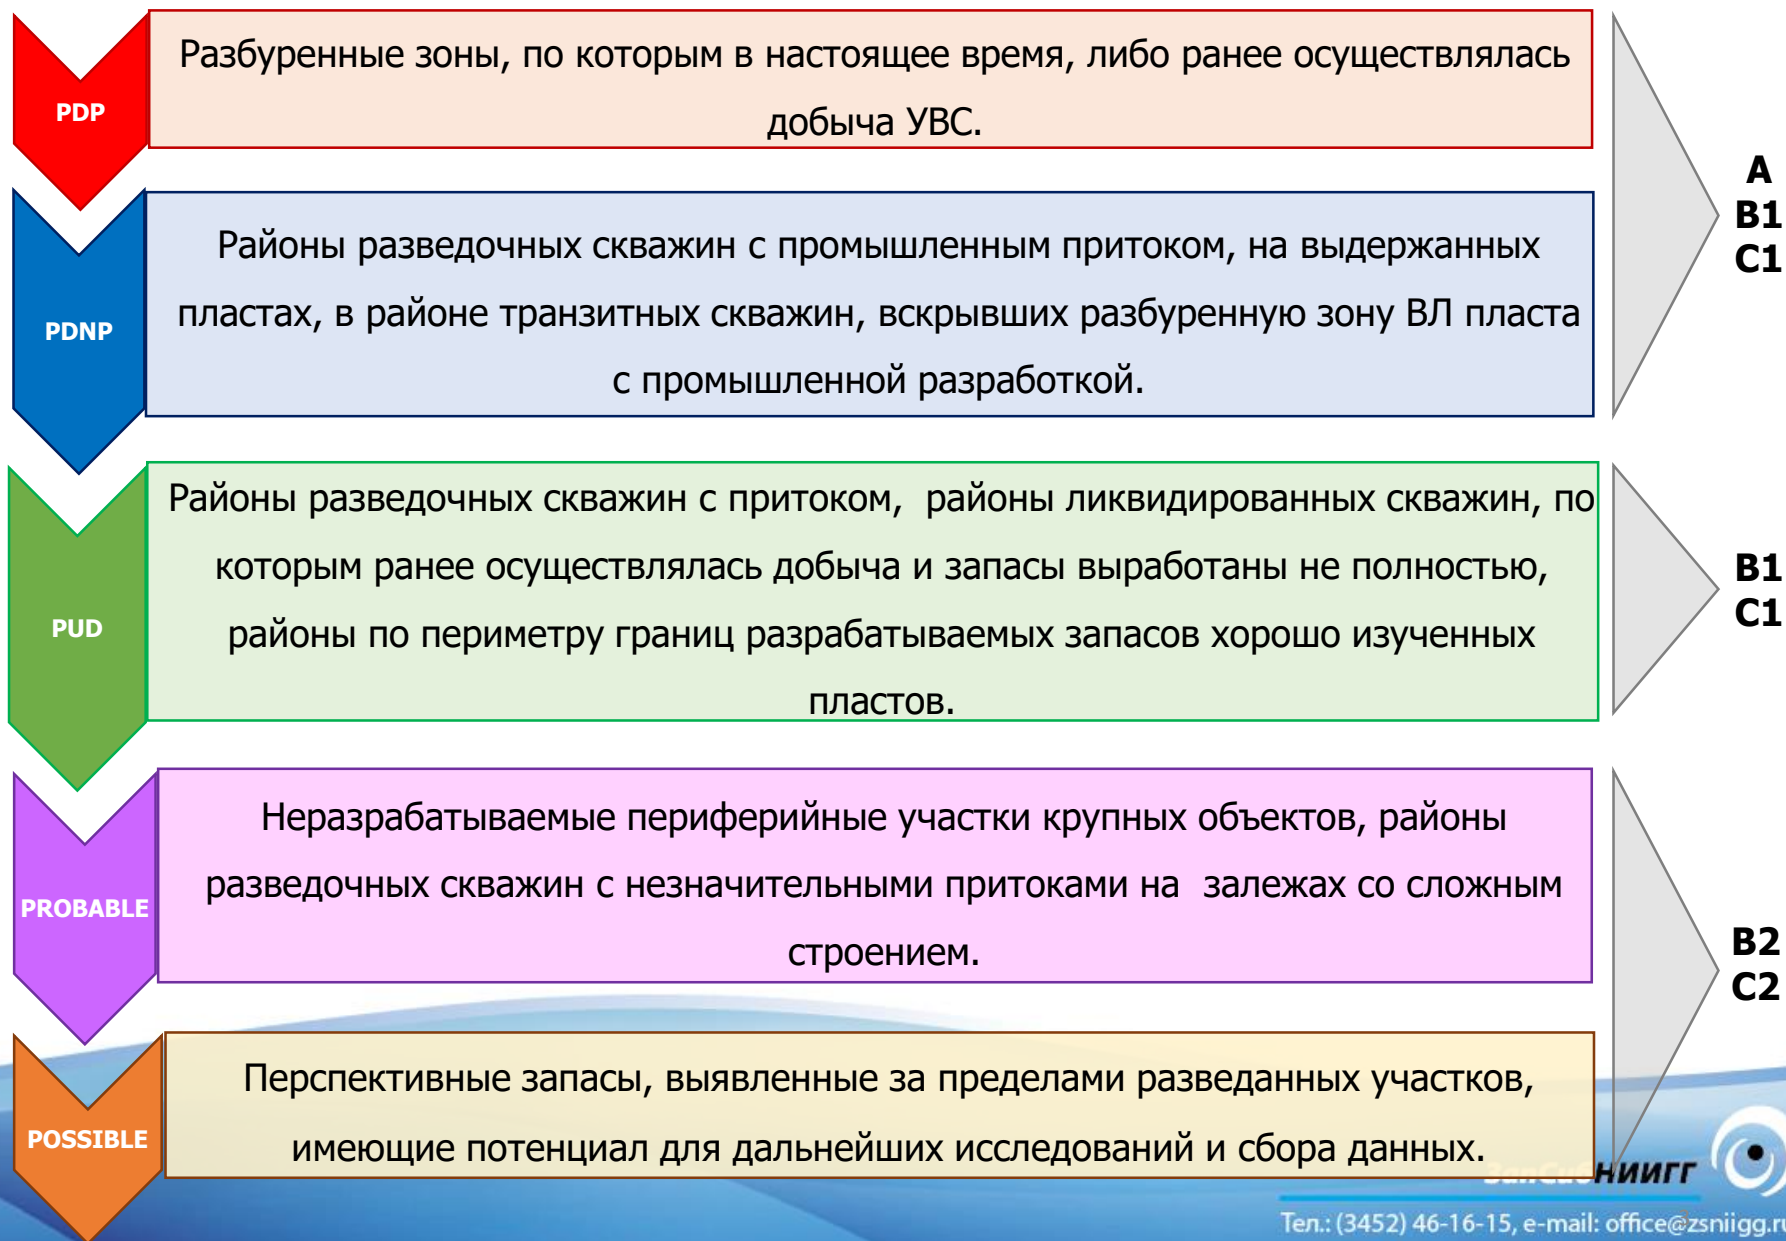 PDP
Разбуренные зоны, по которым в настоящее время, либо ранее осуществлялась
добыча УВС.
PDNP
Районы разведочных скважин с промышленным притоком, на выдержанных
пластах, в районе транзитных скважин, вскрывших разбуренную зону ВЛ пласта
с промышленной разработкой.
A
B1
C1
PUD
Районы разведочных скважин с притоком, районы ликвидированных скважин, по
которым ранее осуществлялась добыча и запасы выработаны не полностью,
районы по периметру границ разрабатываемых запасов хорошо изученных
пластов.
B1
C1
PROBABLE
Неразрабатываемые периферийные участки крупных объектов, районы
разведочных скважин с незначительными притоками на залежах со сложным
строением.
B2
C2
POSSIBLE
Перспективные запасы, выявленные за пределами разведанных участков,
имеющие потенциал для дальнейших исследований и сбора данных.
ЗапСибНИИГГ
Тел.: (3452) 46-16-15, e-mail: office@zsniigg.ru